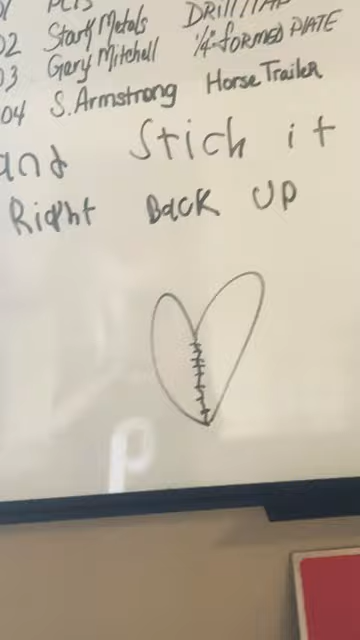 02 Stark Metals DRILL/TAP
03 Gary Mitchell 1/4" FORMED PLATE
04 S. Armstrong Horse Trailer
and Stich it
Right Back UP